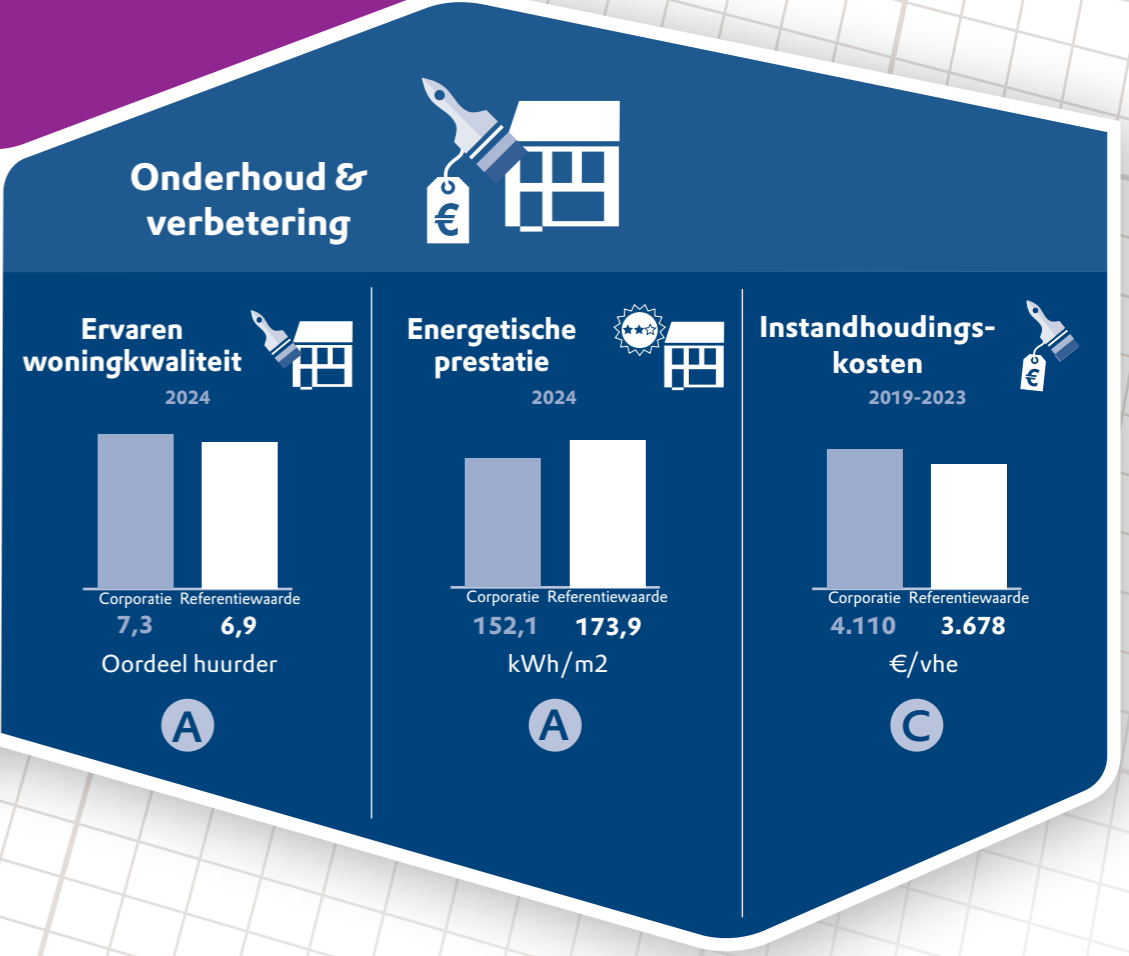 Onderhoud &
verbetering
€
Ervaren
woningkwaliteit
2024
Corporatie Referentiewaarde
7,3 6,9
Oordeel huurder
A
Energetische
prestatie
2024
Corporatie Referentiewaarde
152,1 173,9
kWh/m2
A
Instandhoudings-
kosten
€
2019-2023
Corporatie Referentiewaarde
4.110 3.678
€/vhe
C